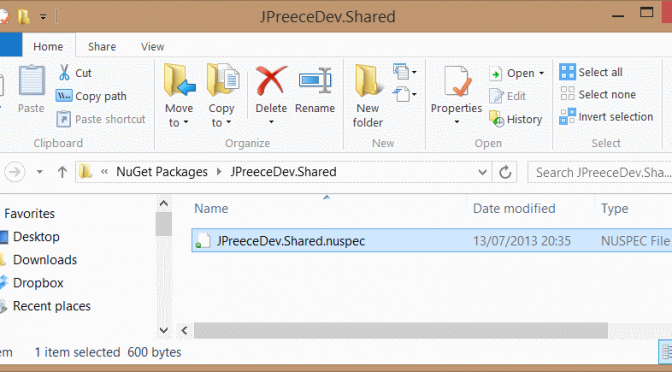 JPreeceDev.Shared
Home Share View
Paste
Cut
Copy path
Paste shortcut
Move to
Copy to
Delete
Rename
New folder
Properties
Open
Edit
History
Select all
Select none
Invert selection
Clipboard Organize New Open Select
« NuGet Packages JPreeceDev.Shared Search JPreeceDev.Sha...
Favorites
Desktop
Downloads
Dropbox
Recent places
Name Date modified Type
JPreeceDev.Shared.nuspec 13/07/2013 20:35 NUSPEC File
em 1 item selected 600 bytes